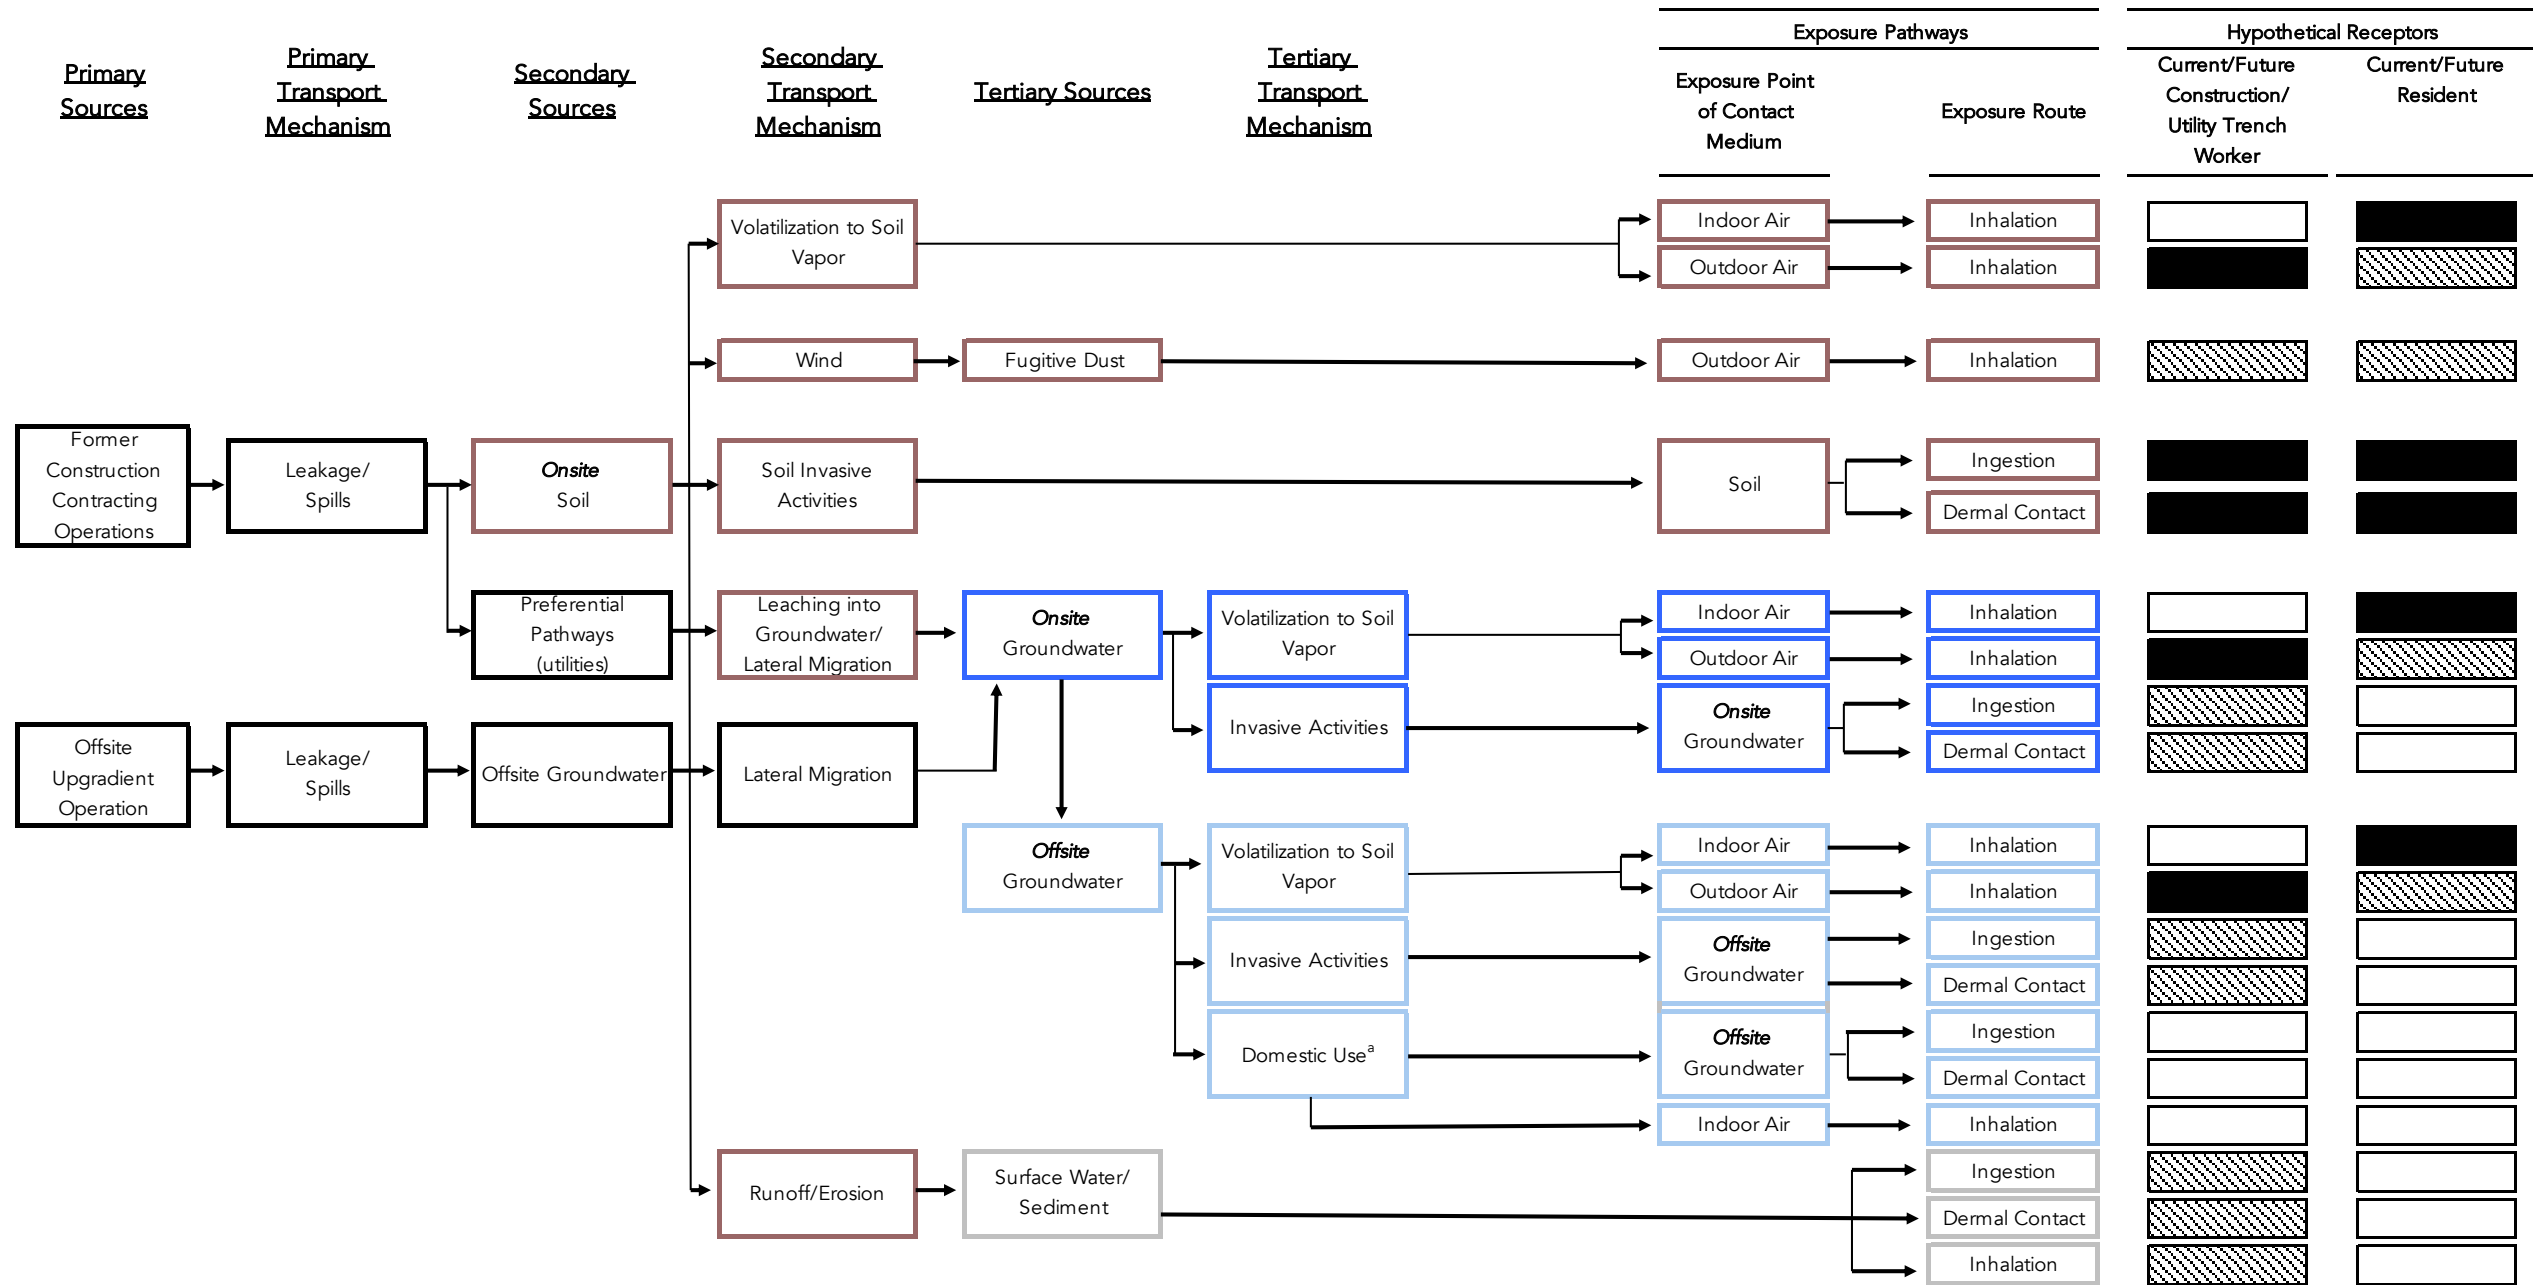 Exposure Pathways
Hypothetical Receptors
Primary
Sources
Primary
Transport
Mechanism
Secondary
Sources
Secondary
Transport
Mechanism
Tertiary Sources
Tertiary
Transport
Mechanism
Exposure Point
of Contact
Medium
Exposure Route
Current/Future
Construction/
Utility Trench
Worker
Current/Future
Resident
Volatilization to Soil
Vapor
Indoor Air
Inhalation
Outdoor Air
Inhalation
Wind
Fugitive Dust
Outdoor Air
Inhalation
Former
Construction
Contracting
Operations
Leakage/
Spills
Onsite
Soil
Soil Invasive
Activities
Soil
Ingestion
Dermal Contact
Preferential
Pathways
(utilities)
Leaching into
Groundwater/
Lateral Migration
Onsite
Groundwater
Volatilization to Soil
Vapor
Indoor Air
Inhalation
Outdoor Air
Inhalation
Invasive Activities
Onsite
Groundwater
Ingestion
Dermal Contact
Offsite
Upgradient
Operation
Leakage/
Spills
Offsite Groundwater
Lateral Migration
Offsite
Groundwater
Volatilization to Soil
Vapor
Indoor Air
Inhalation
Outdoor Air
Inhalation
Invasive Activities
Offsite
Groundwater
Ingestion
Dermal Contact
Domestic Useᵃ
Offsite
Groundwater
Ingestion
Dermal Contact
Indoor Air
Inhalation
Runoff/Erosion
Surface Water/
Sediment
Ingestion
Dermal Contact
Inhalation